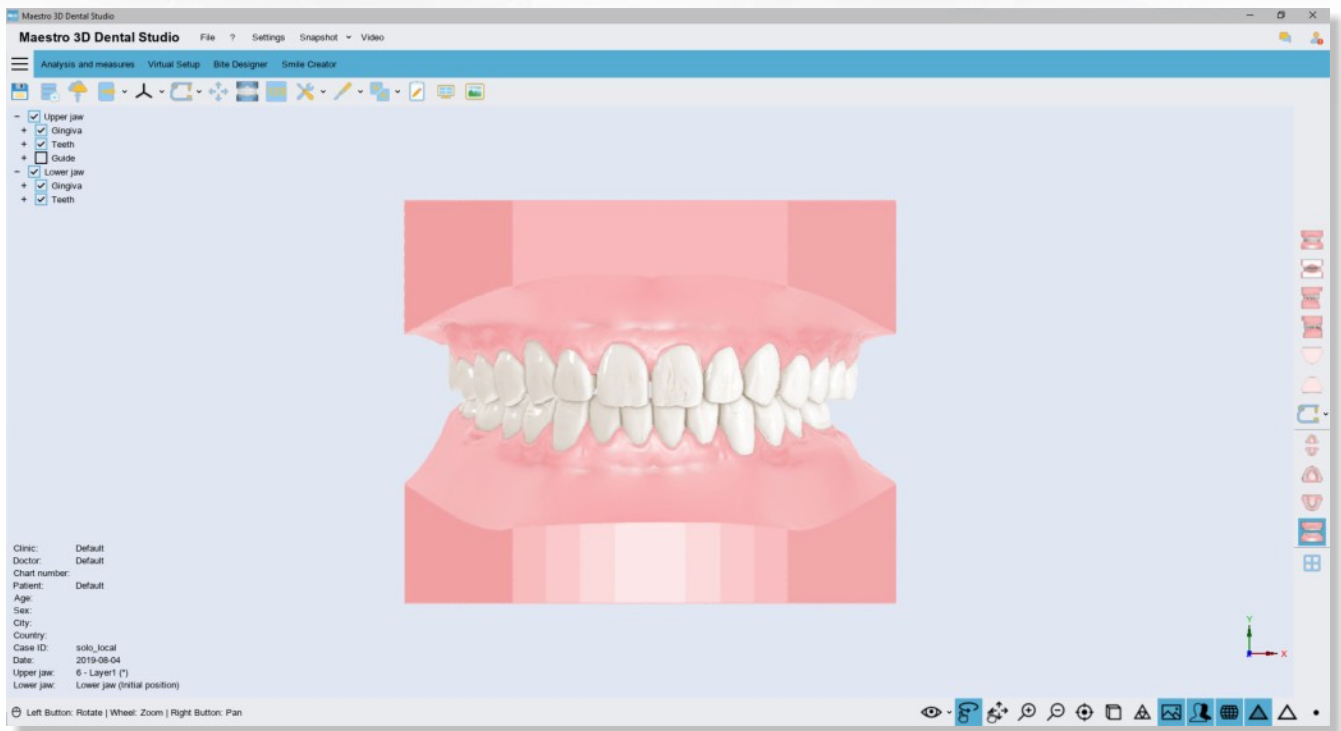 Maestro 3D Dental Studio
Maestro 3D Dental Studio File ? Settings Snapshot Video
Analysis and measures Virtual Setup Bite Designer Smile Creator
Upper jaw
Gingiva
Teeth
Guide
Lower jaw
Gingiva
Teeth
Clinic: Default
Doctor: Default
Chart number:
Patient: Default
Age:
Sex:
City:
Country:
Case ID: solo_local
Date: 2019-08-04
Upper jaw: 6 - Layer1 (*)
Lower jaw: Lower jaw (Initial position)
Y
X
Left Button: Rotate | Wheel: Zoom | Right Button: Pan